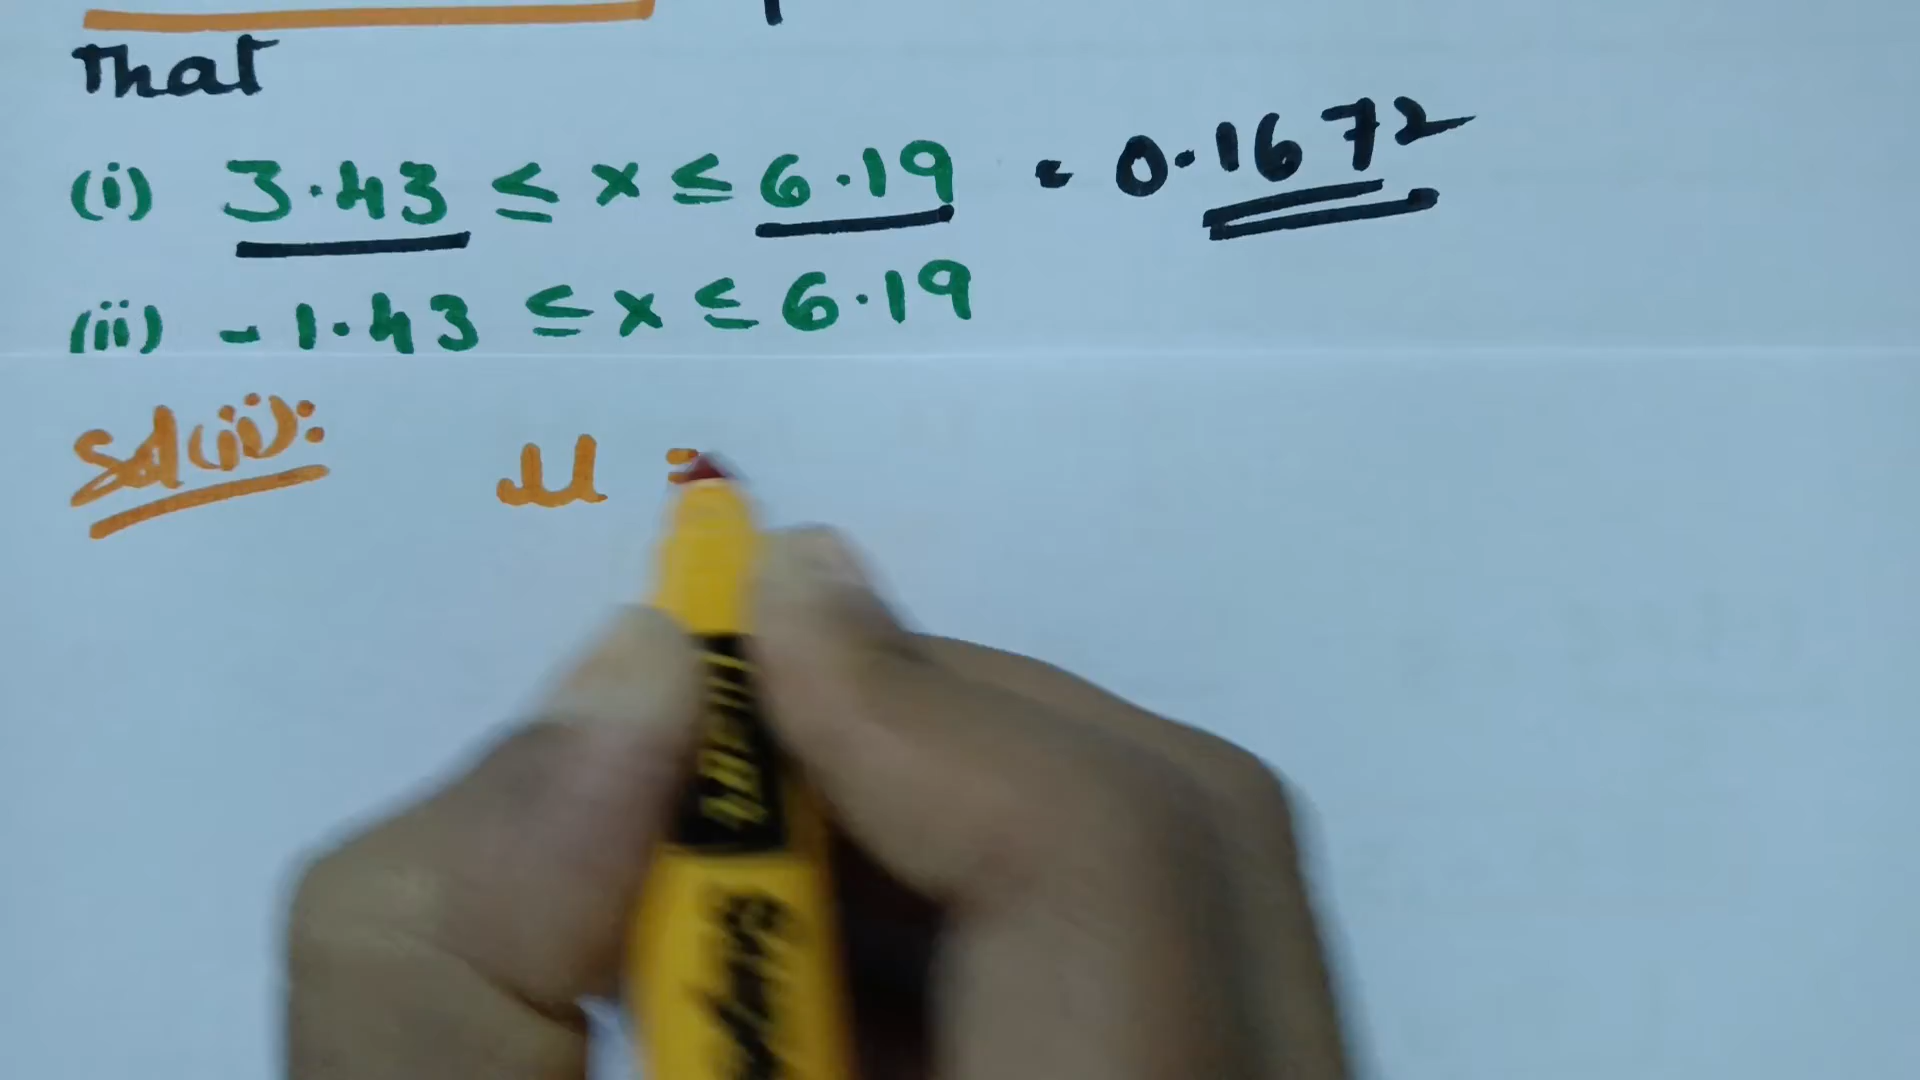 that
(i) 3.43 ≤ x ≤ 6.19 = 0.1672
(ii) -1.43 ≤ x ≤ 6.19
Sol(ii): μ =